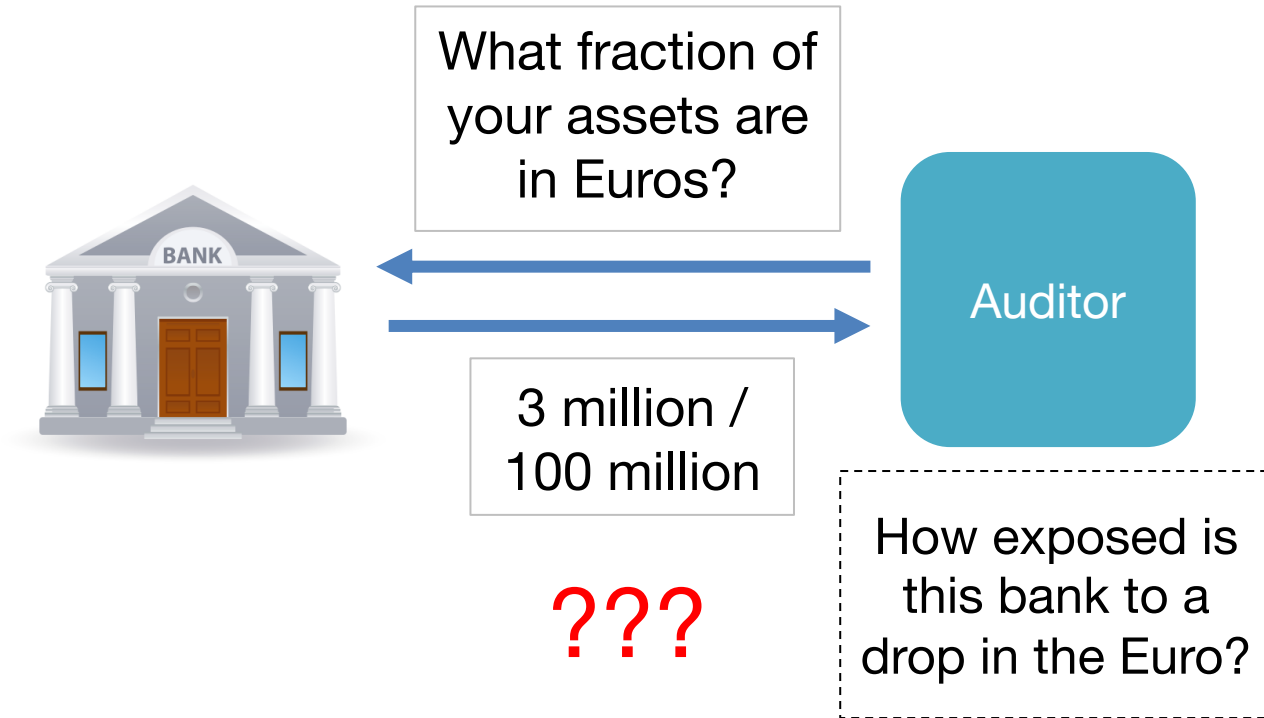 What fraction of
your assets are
in Euros?
BANK
Auditor
3 million /
100 million
How exposed is
this bank to a
drop in the Euro?
???